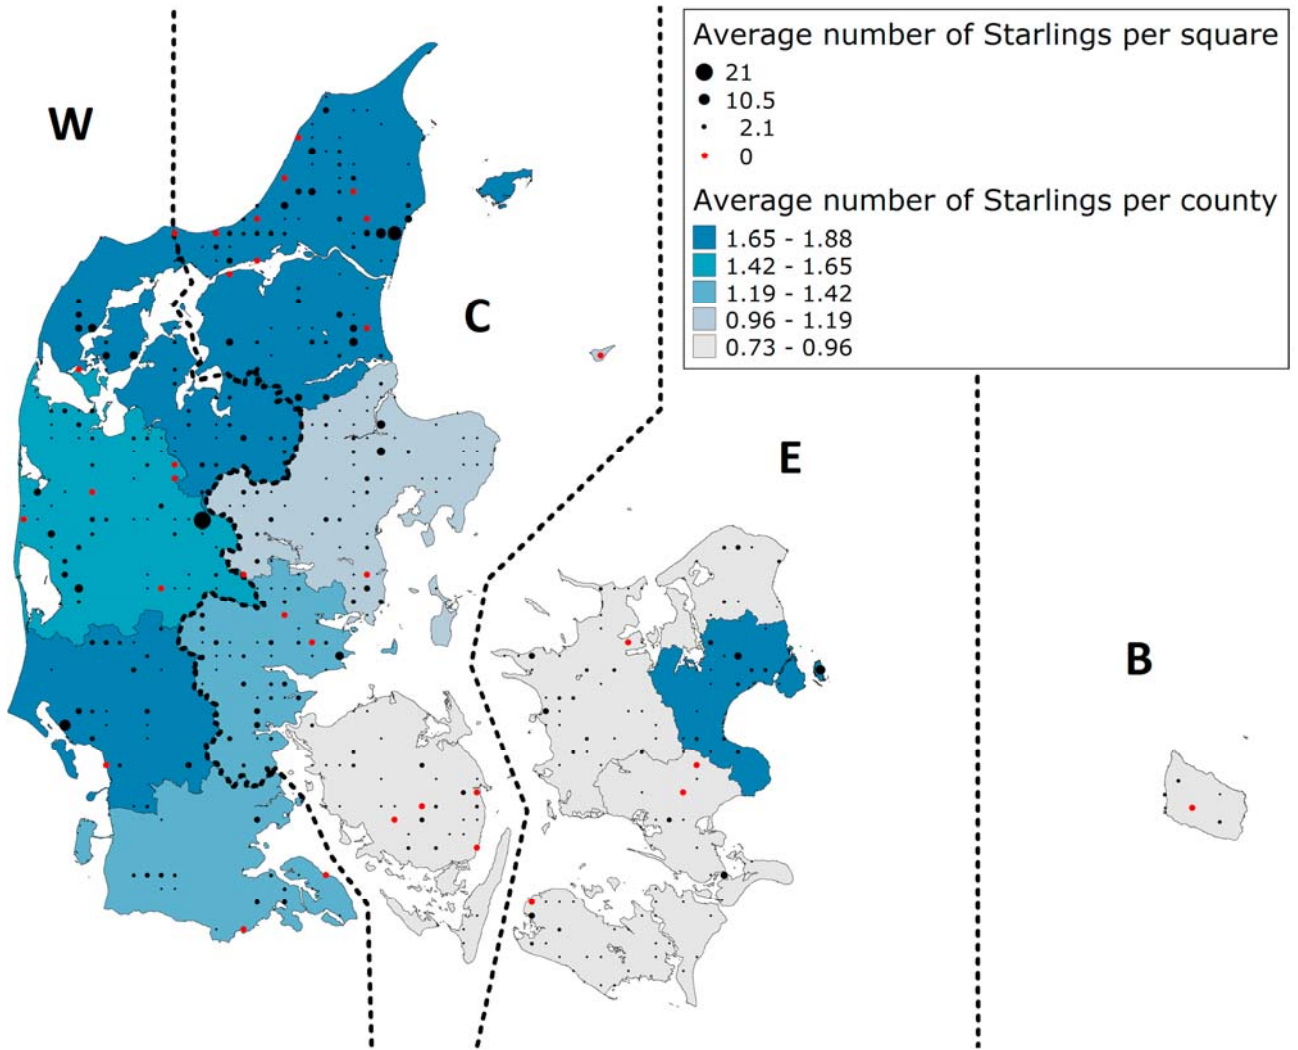 Average number of Starlings per square
21
10.5
2.1
0
Average number of Starlings per county
1.65 - 1.88
1.42 - 1.65
1.19 - 1.42
0.96 - 1.19
0.73 - 0.96
W
C
E
B